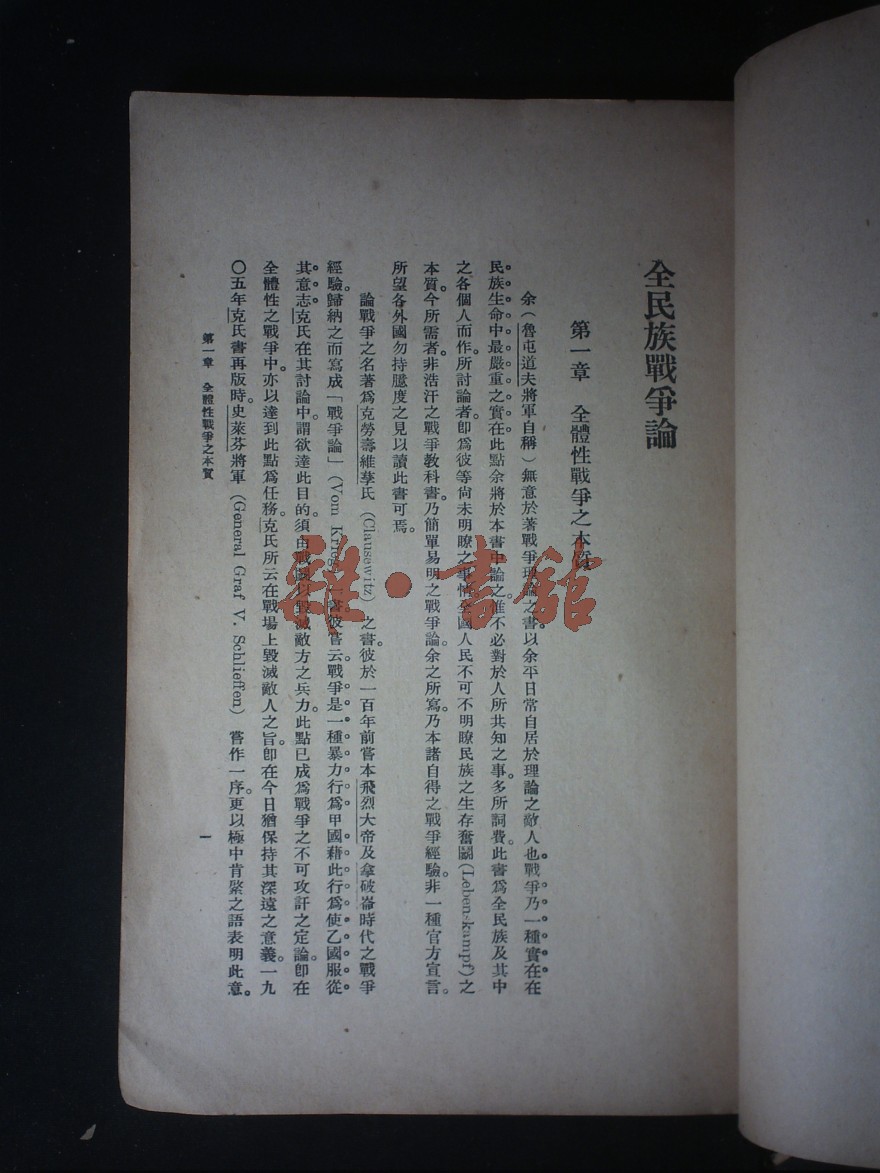 全民族戰爭論
第一章 全體性戰爭之本質
余(魯屯道夫將軍自稱)無意於著戰爭理論之書。以余平日常自居於理論之敵人也。戰爭乃一種實在。在
民族生命中最嚴重之實在。此點余將於本書中論之。惟不必對於人所共知之事。多所詞費。此書爲全民族及其中
之各個人而作。所討論者。卽爲彼等尙未明瞭之事情。全國人民不可不明瞭民族之生存奮鬬(Leben-kampf)之
本質。今所需者。非浩汗之戰爭敎科書。乃簡單易明之戰爭論。余之所寫。乃本諸自得之戰爭經驗。非一種官方宣言。
所望各外國勿持臆度之見以讀此書可焉。
論戰爭之名著爲克勞壽維孳氏(Clausewitz)之書。彼於一百年前嘗本飛烈大帝及拿破崙時代之戰爭
經驗。歸納之而寫成「戰爭論」(Vom Kriege)一書。彼嘗云。戰爭是一種暴力行爲。甲國藉此行爲。使乙國服從
其意志。克氏在其討論中。謂欲達此目的。須由戰鬬以毀滅敵方之兵力。此點已成爲戰爭之不可攻訐之定論。卽在
全體性之戰爭中。亦以達到此點爲任務。克氏所云在戰場上毀滅敵人之旨。卽在今日猶保持其深遠之意義。一九
〇五年克氏書再版時。史萊芬將軍(General Graf V. Schlieffen)嘗作一序。更以極中肯綮之語表明此意。
第一章 全體性戰爭之本質
一
雜·書館